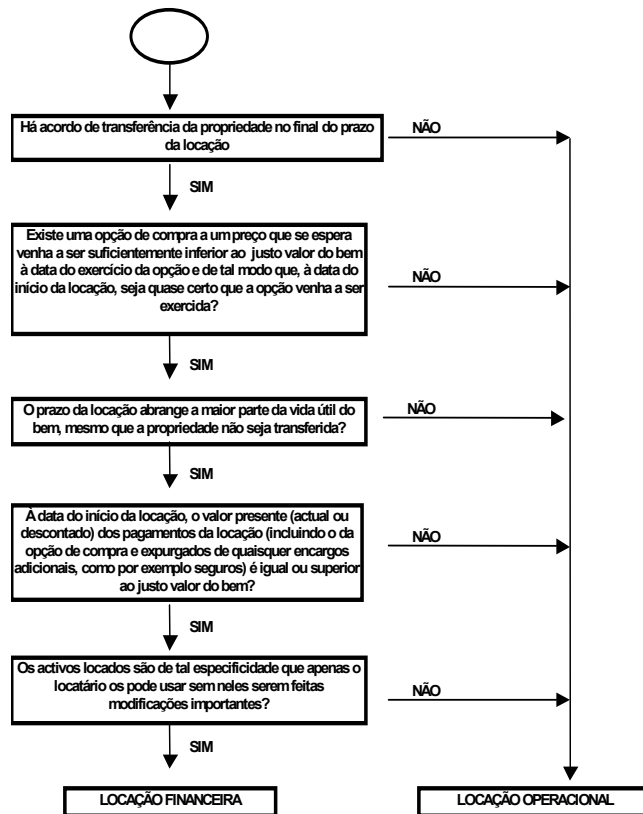 Há acordo de transferência da propriedade no final do prazo
da locação
NÃO
SIM
Existe uma opção de compra a um preço que se espera
venha a ser suficientemente inferior ao justo valor do bem
à data do exercício da opção e de tal modo que, à data do
início da locação, seja quase certo que a opção venha a ser
exercida?
NÃO
SIM
O prazo da locação abrange a maior parte da vida útil do
bem, mesmo que a propriedade não seja transferida?
NÃO
SIM
À data do início da locação, o valor presente (actual ou
descontado) dos pagamentos da locação (incluindo o da
opção de compra e expurgados de quaisquer encargos
adicionais, como por exemplo seguros) é igual ou superior
ao justo valor do bem?
NÃO
SIM
Os activos locados são de tal especificidade que apenas o
locatário os pode usar sem neles serem feitas
modificações importantes?
NÃO
SIM
LOCAÇÃO FINANCEIRA
LOCAÇÃO OPERACIONAL